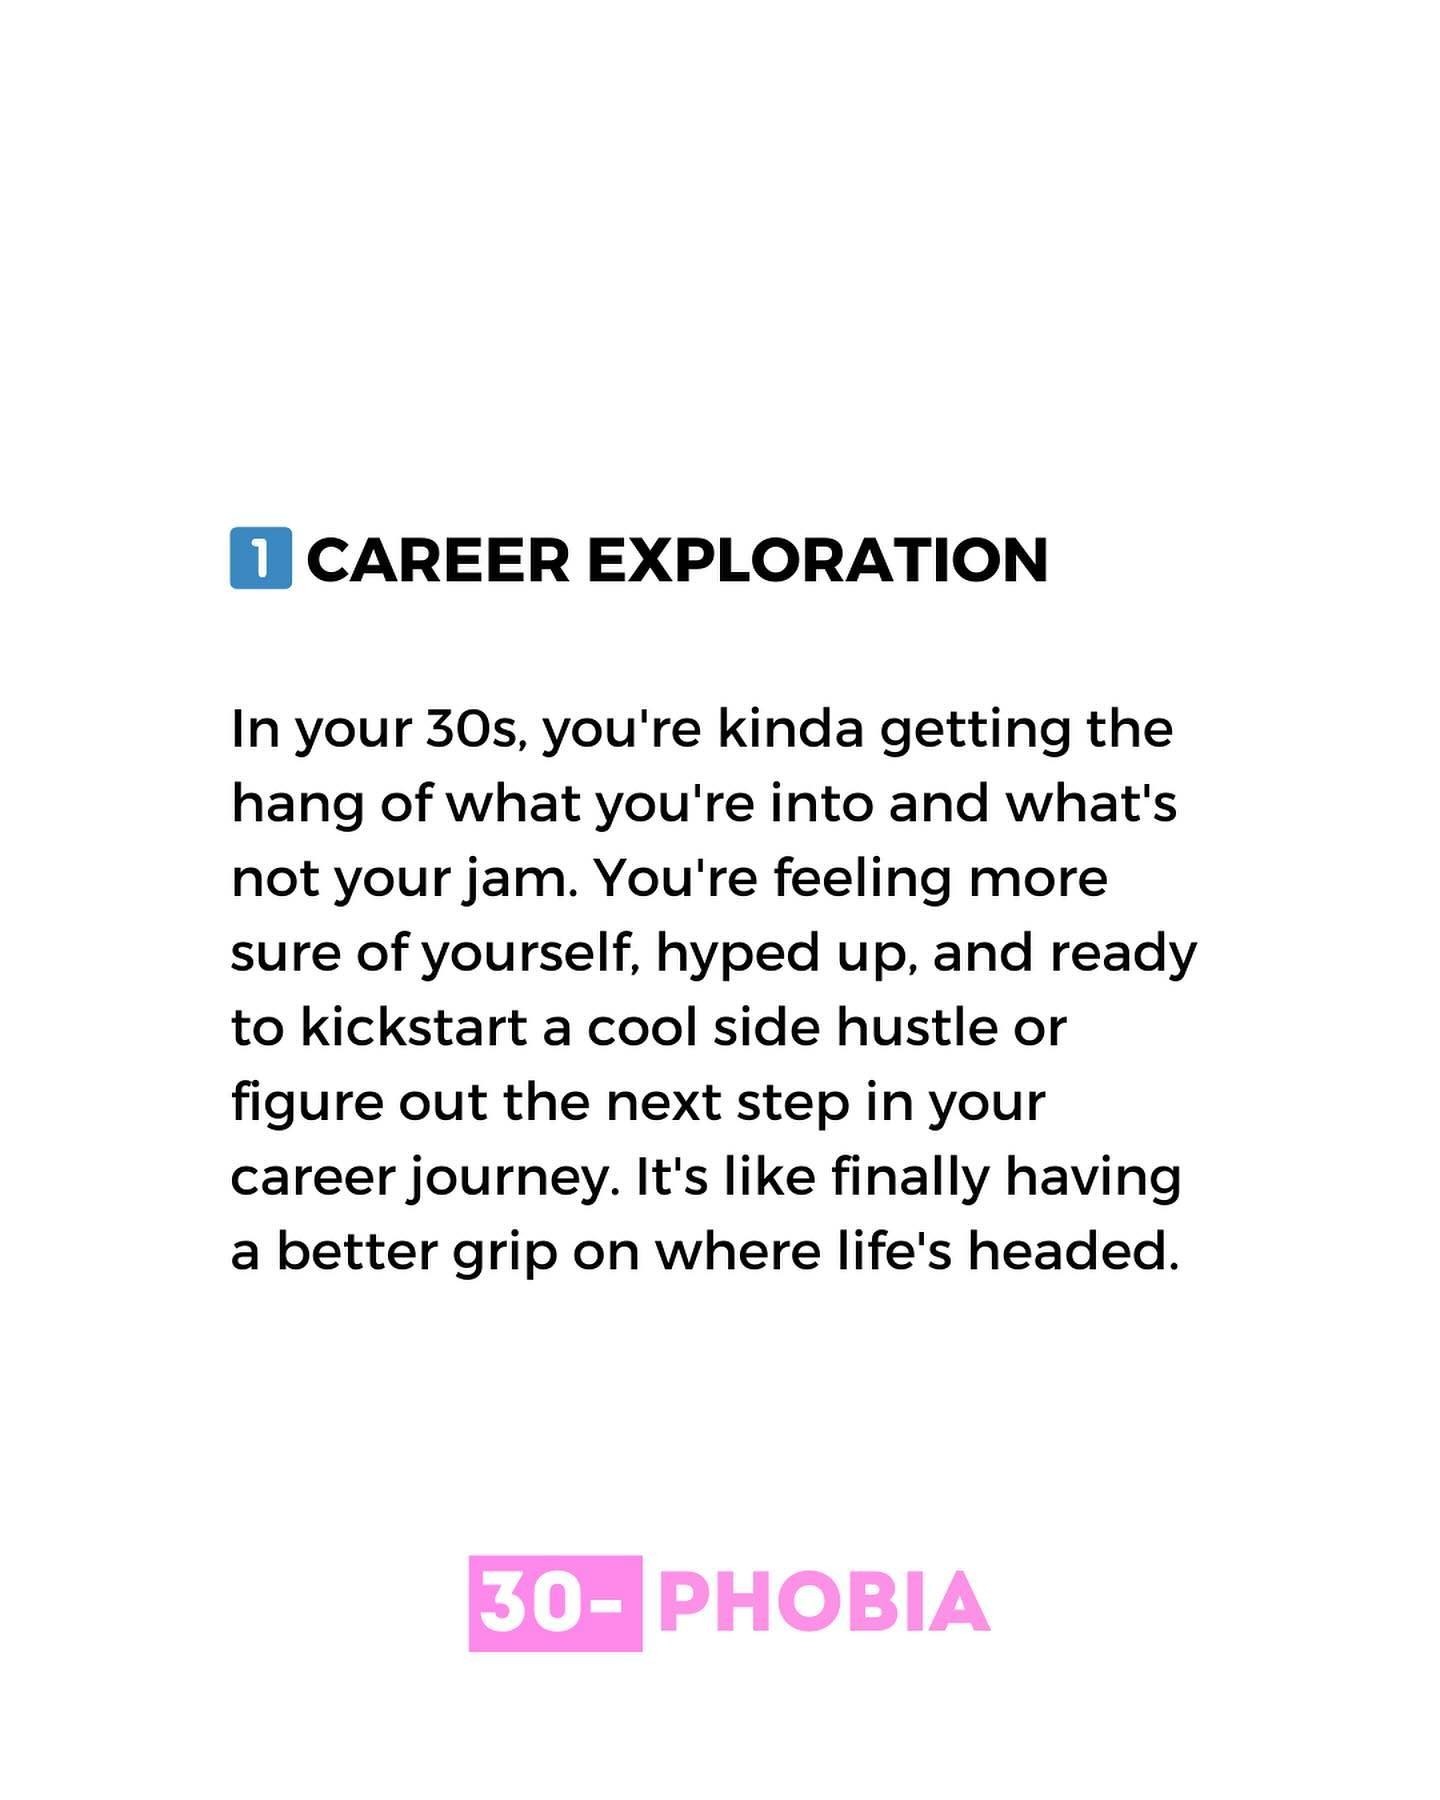 1️⃣ CAREER EXPLORATION
In your 30s, you're kinda getting the
hang of what you're into and what's
not your jam. You're feeling more
sure of yourself, hyped up, and ready
to kickstart a cool side hustle or
figure out the next step in your
career journey. It's like finally having
a better grip on where life's headed.
30- PHOBIA